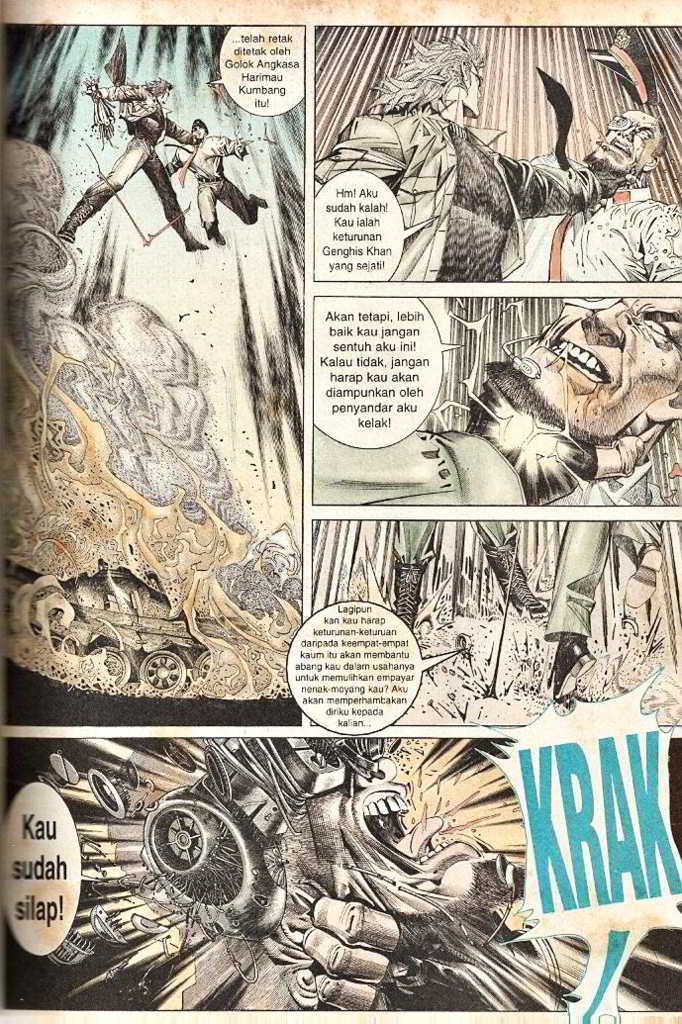 ...telah retak
ditetak oleh
Golok Angkasa
Harimau
Kumbang
itu!
Hm! Aku
sudah kalah!
Kau ialah
keturunan
Genghis Khan
yang sejati!
Akan tetapi, lebih
baik kau jangan
sentuh aku ini!
Kalau tidak, jangan
harap kau akan
diampunkan oleh
penyandar aku
kelak!
Lagipun
kan kau harap
keturunan-keturuan
daripada keempat-empat
kaum itu akan membantu
abang kau dalam usahanya
untuk memulihkan empayar
nenak-moyang kau? Aku
akan memperhambakan
diriku kepada
kalian...
Kau
sudah
silap!
KRAK
!